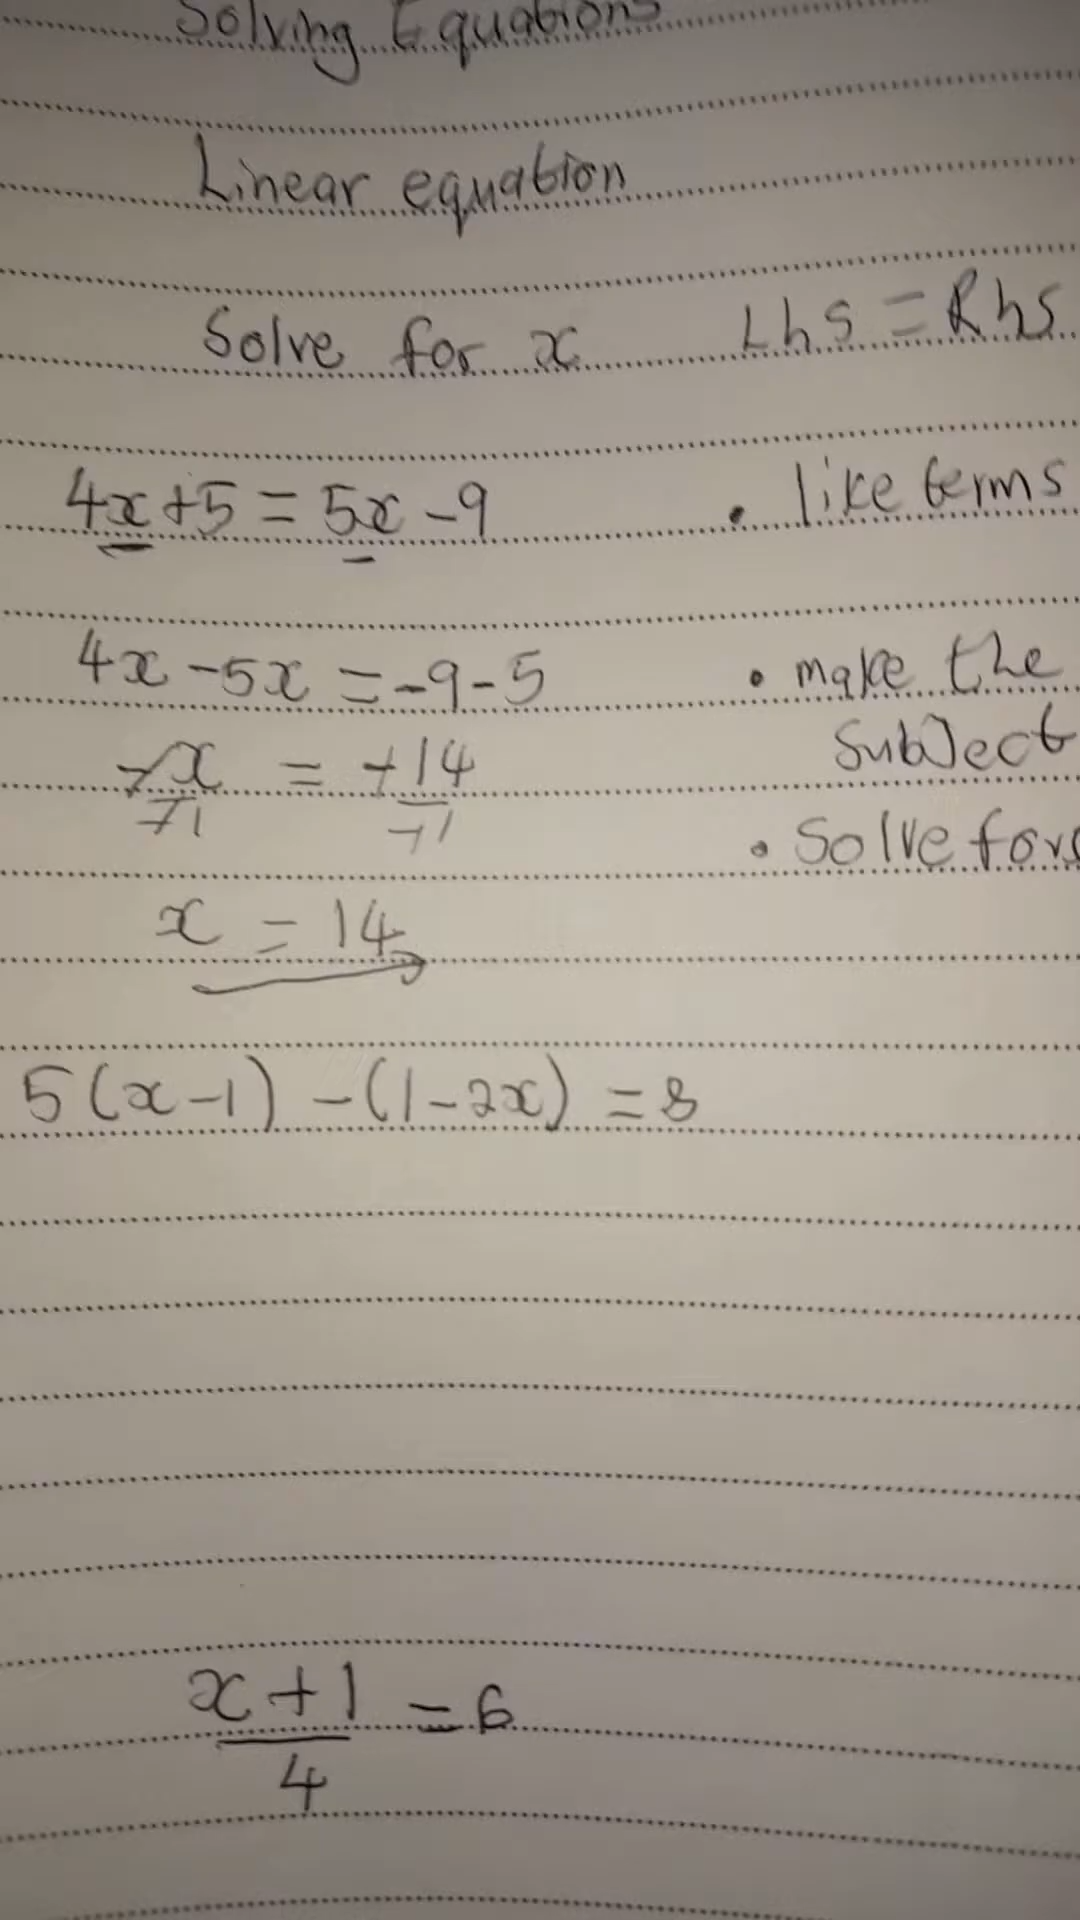 Solving Equations
Linear equation
Solve for x Lhs = Rhs
4x + 5 = 5x - 9 • like terms
4x - 5x = -9 - 5 • make the
subject
-x = -14
-1 -1
• Solve for
x = 14
5(x-1) - (1-2x) = 8
x + 1 = 6
4